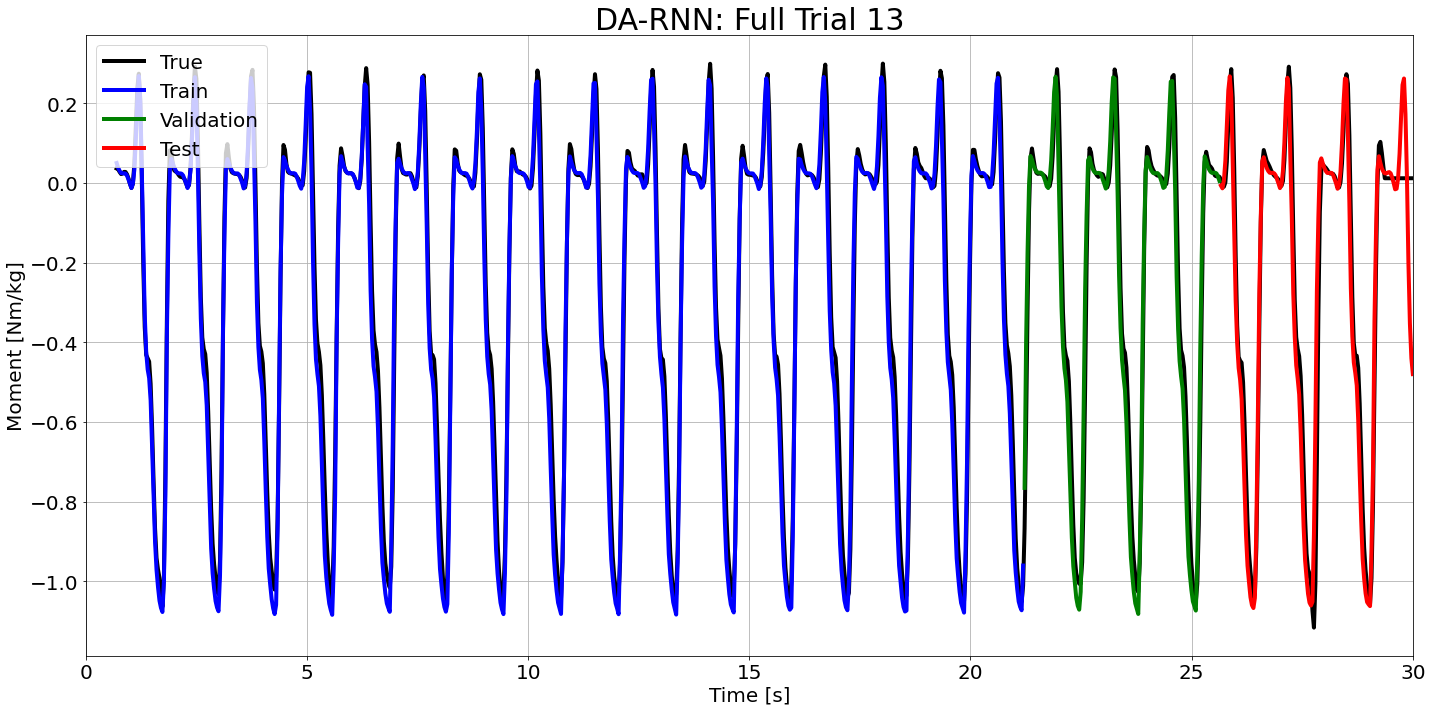 DA-RNN: Full Trial 13
True
Train
Validation
Test
Moment [Nm/kg]
0.2
0.0
−0.2
−0.4
−0.6
−0.8
−1.0
0 5 10 15 20 25 30
Time [s]